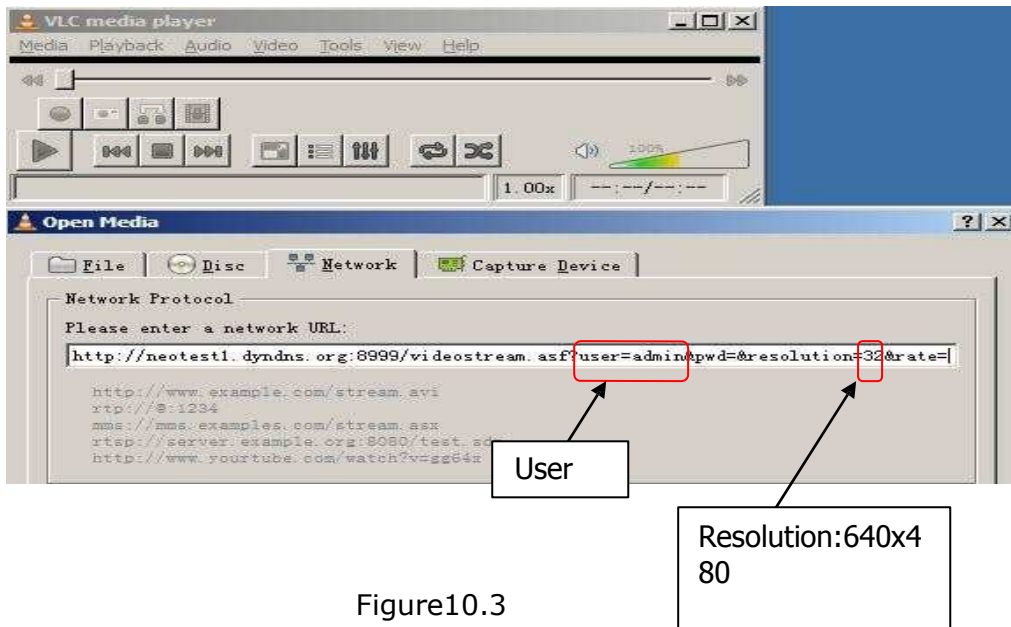 VLC media player
Media Playback Audio Video Tools View Help
100%
1.00x --:--/--:--
Open Media
File Disc Network Capture Device
Network Protocol
Please enter a network URL:
http://neotest1.dyndns.org:8999/videostream.asf?user=admin&pwd=&resolution=32&rate=
http://www.example.com/stream.avi
rtp://@:1234
mms://mms.examples.com/stream.asx
rtsp://server.example.org:8080/test.sdp
http://www.yourtube.com/watch?v=gg64x
User
Resolution:640x4
80
Figure10.3